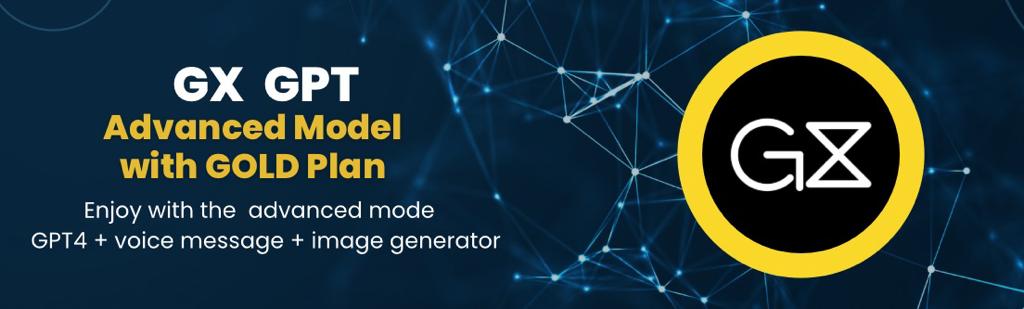 GX GPT
Advanced Model
with GOLD Plan
Enjoy with the advanced mode
GPT4 + voice message + image generator
GX